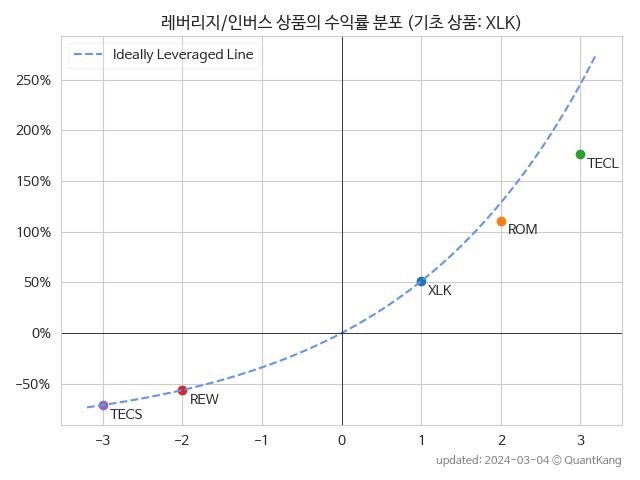 레버리지/인버스 상품의 수익률 분포 (기초 상품: XLK)
Ideally Leveraged Line
250%
200%
150%
100%
50%
0%
−50%
TECL
ROM
XLK
REW
TECS
−3 −2 −1 0 1 2 3
updated: 2024-03-04 © QuantKang